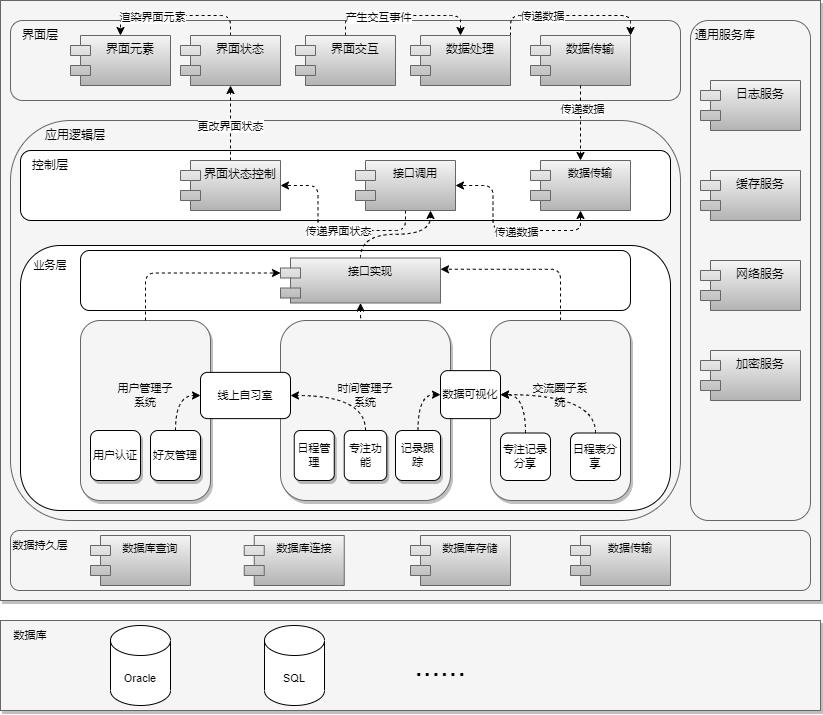 渲染界面元素
产生交互事件
传递数据
界面层
界面元素
界面状态
界面交互
数据处理
数据传输
通用服务库
日志服务
传递数据
更改界面状态
应用逻辑层
控制层
界面状态控制
接口调用
数据传输
缓存服务
传递界面状态
传递数据
业务层
接口实现
网络服务
加密服务
用户管理子
系统
线上自习室
时间管理子
系统
数据可视化
交流圈子系
统
用户认证
好友管理
日程管
理
专注功
能
记录跟
踪
专注记录
分享
日程表分
享
数据持久层
数据库查询
数据库连接
数据库存储
数据传输
数据库
Oracle
SQL
......